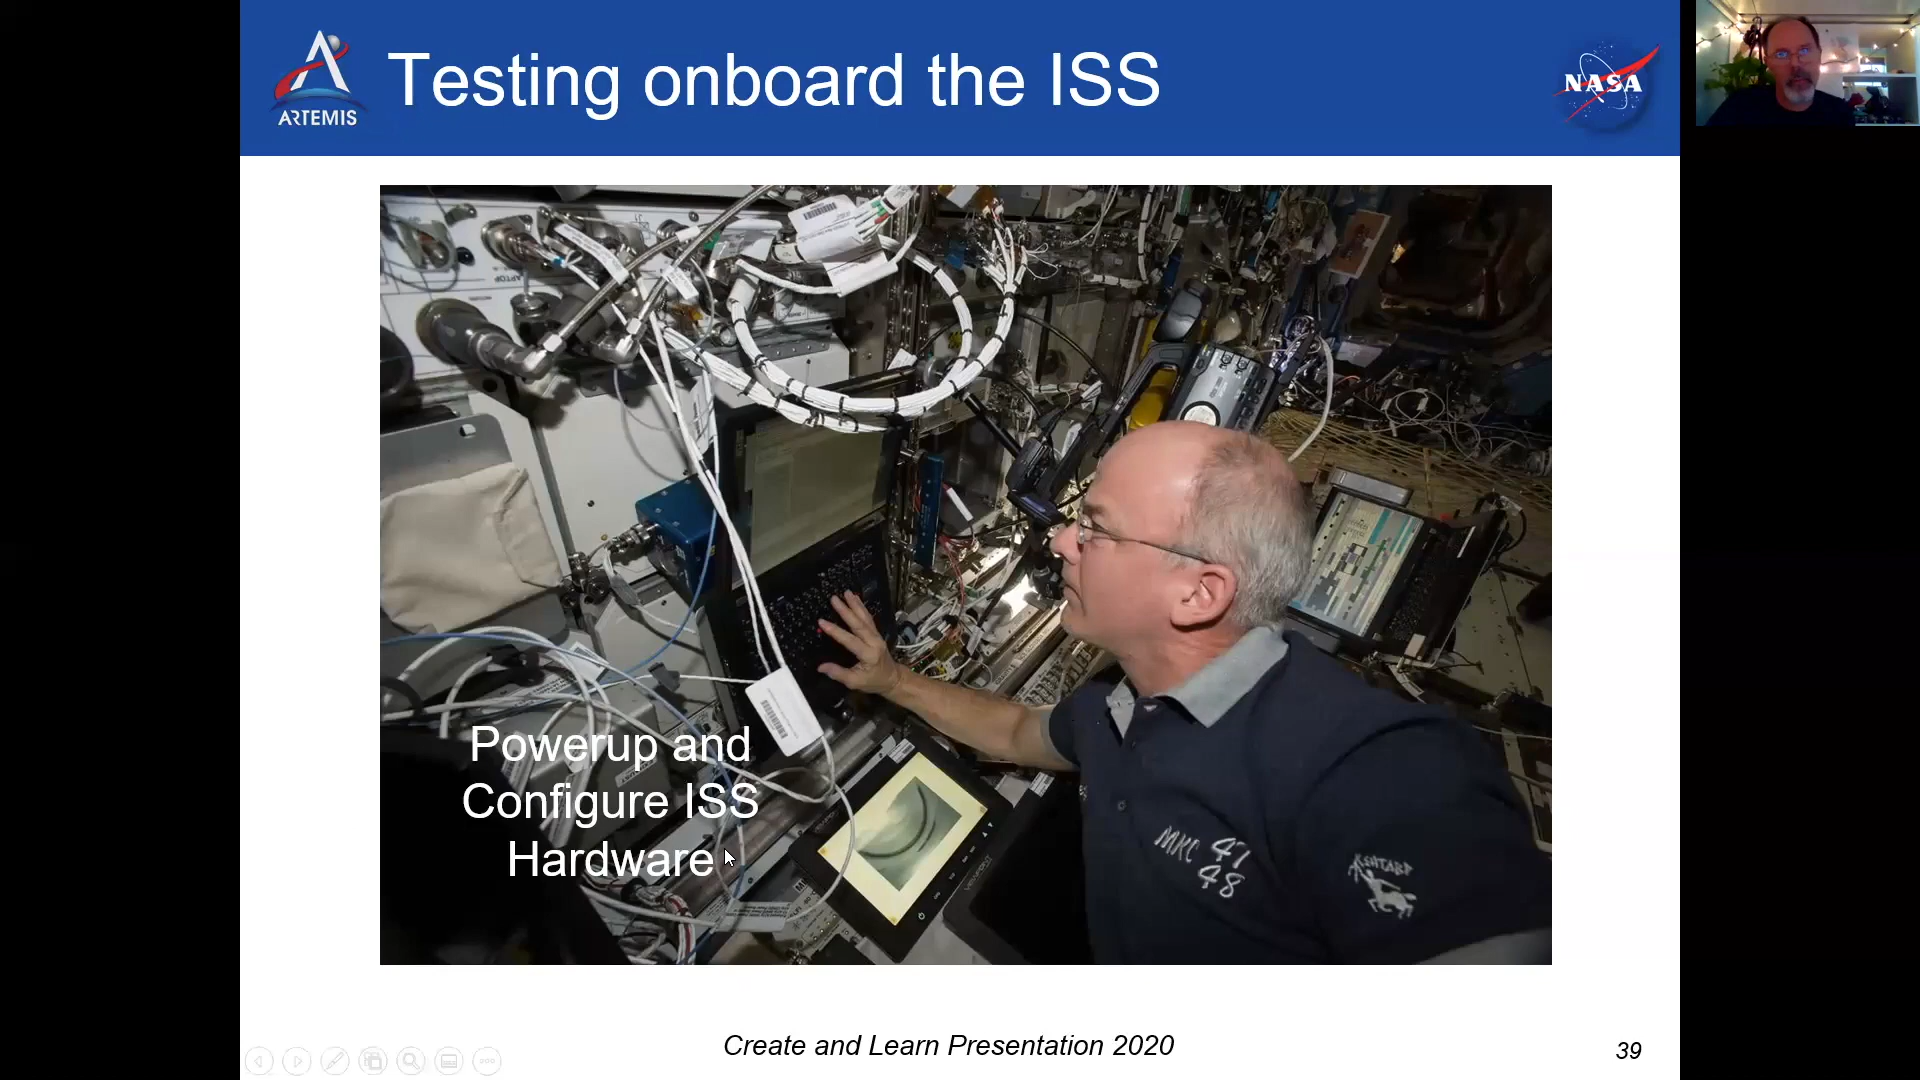 ARTEMIS
Testing onboard the ISS
NASA
Powerup and
Configure ISS
Hardware
МКС 47
48
Create and Learn Presentation 2020
39